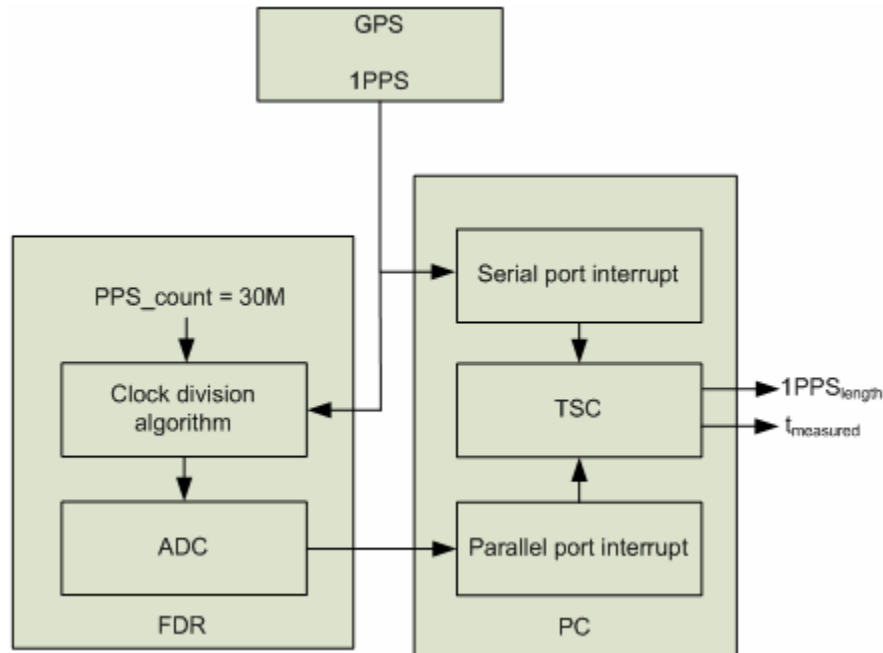 GPS
1PPS
PPS_count = 30M
Clock division
algorithm
ADC
FDR
Serial port interrupt
TSC
Parallel port interrupt
PC
1PPSlength
tmeasured